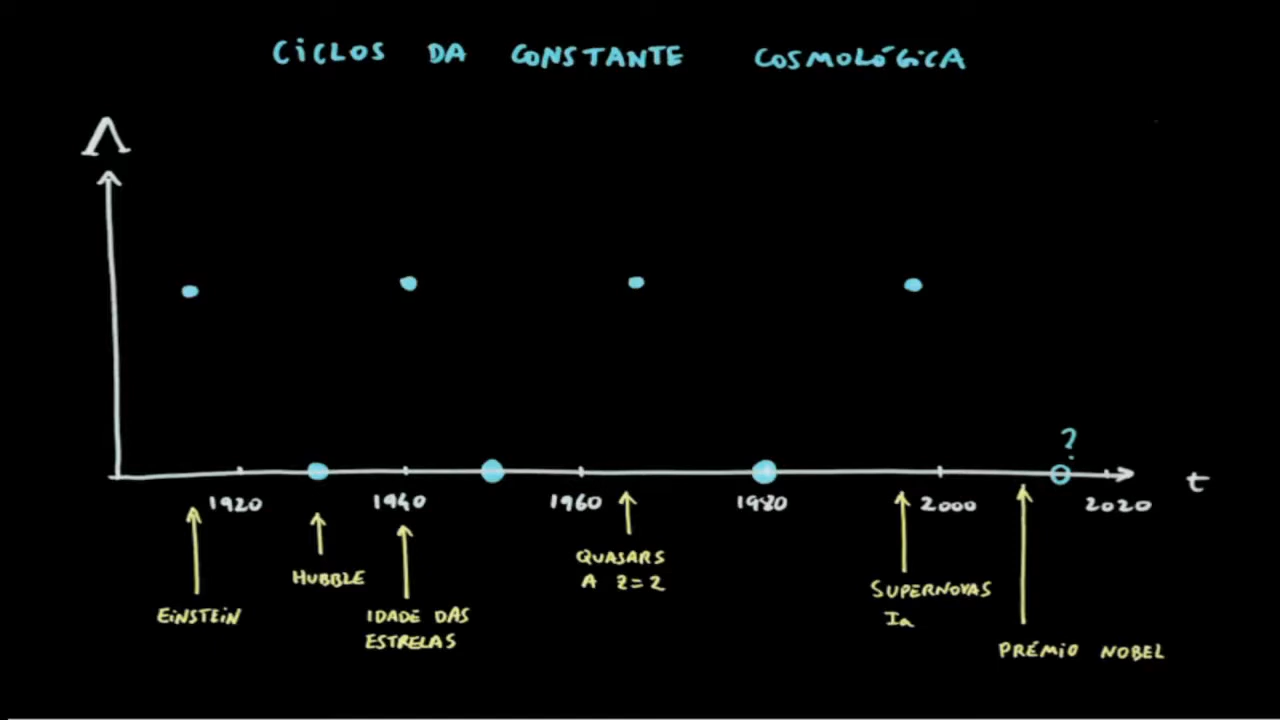 CICLOS DA CONSTANTE COSMOLÓGICA
Λ
?
1920 1940 1960 1980 2000 2020 t
EINSTEIN
HUBBLE
IDADE DAS
ESTRELAS
QUASARS
A z=2
SUPERNOVAS
Ia
PRÉMIO NOBEL